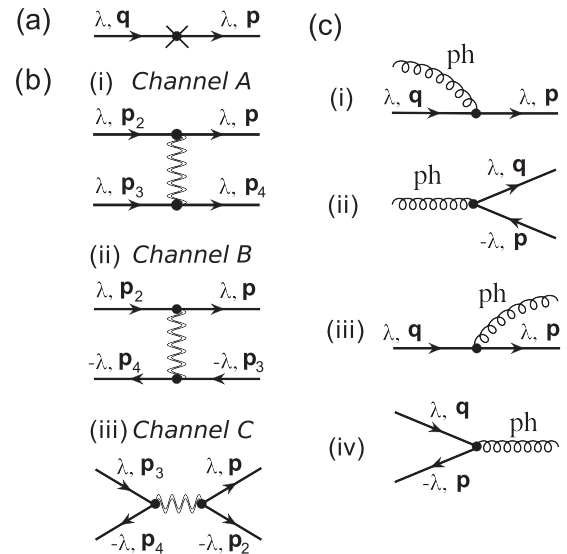 (a)
λ, q
λ, p
(b)
(i) Channel A
λ, p2
λ, p
λ, p3
λ, p4
(ii) Channel B
λ, p2
λ, p
-λ, p4
-λ, p3
(iii) Channel C
λ, p3
λ, p
-λ, p4
-λ, p2
(c)
ph
(i)
λ, q
λ, p
(ii)
ph
λ, q
-λ, p
ph
(iii)
λ, q
λ, p
(iv)
λ, q
ph
-λ, p